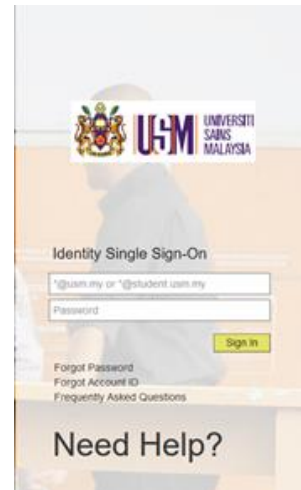 USM
UNIVERSITI
SAINS
MALAYSIA
Identity Single Sign-On
*@usm.my or *@student.usm.my
Password
Sign In
Forgot Password
Forgot Account ID
Frequently Asked Questions
Need Help?